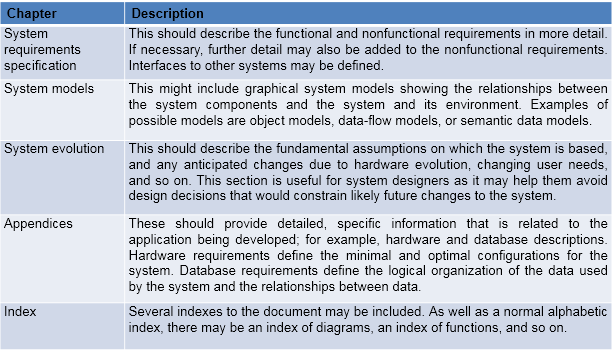 Chapter Description
System requirements specification
This should describe the functional and nonfunctional requirements in more detail.
If necessary, further detail may also be added to the nonfunctional requirements.
Interfaces to other systems may be defined.
System models
This might include graphical system models showing the relationships between
the system components and the system and its environment. Examples of
possible models are object models, data-flow models, or semantic data models.
System evolution
This should describe the fundamental assumptions on which the system is based,
and any anticipated changes due to hardware evolution, changing user needs,
and so on. This section is useful for system designers as it may help them avoid
design decisions that would constrain likely future changes to the system.
Appendices
These should provide detailed, specific information that is related to the
application being developed; for example, hardware and database descriptions.
Hardware requirements define the minimal and optimal configurations for the
system. Database requirements define the logical organization of the data used
by the system and the relationships between data.
Index
Several indexes to the document may be included. As well as a normal alphabetic
index, there may be an index of diagrams, an index of functions, and so on.